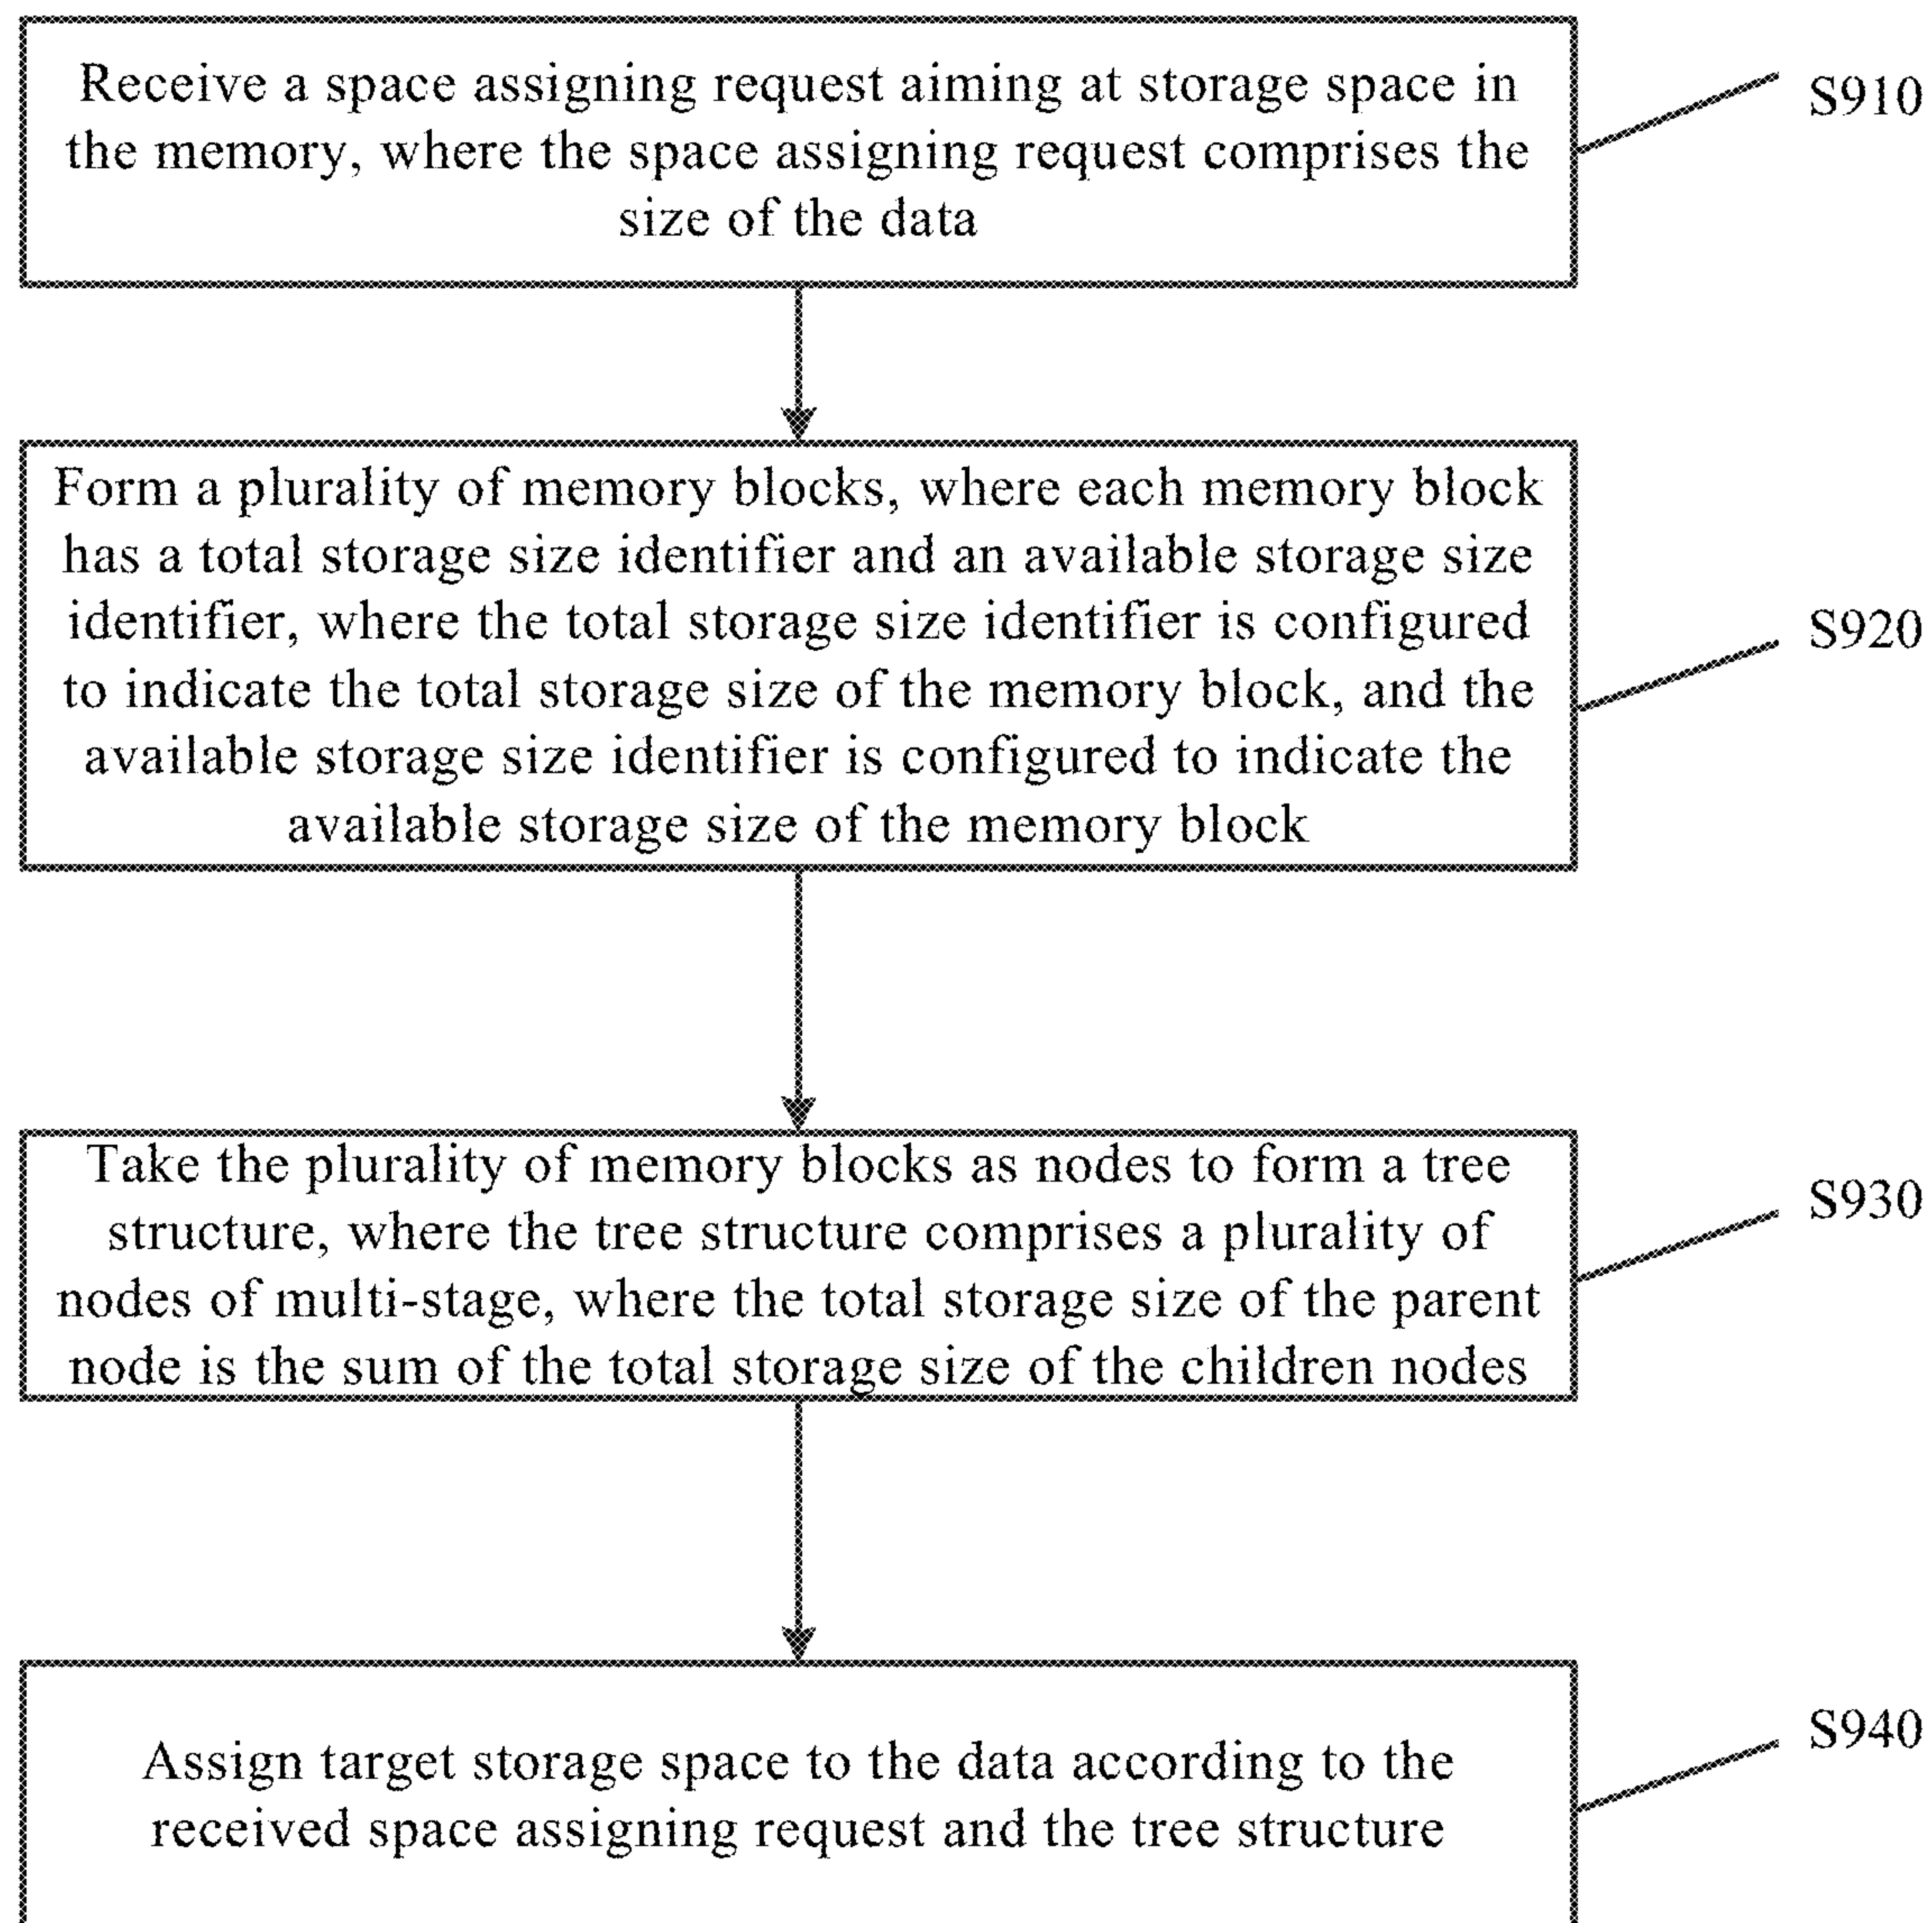 Receive a space assigning request aiming at storage space in
the memory, where the space assigning request comprises the
size of the data
S910
Form a plurality of memory blocks, where each memory block
has a total storage size identifier and an available storage size
identifier, where the total storage size identifier is configured
to indicate the total storage size of the memory block, and the
available storage size identifier is configured to indicate the
available storage size of the memory block
S920
Take the plurality of memory blocks as nodes to form a tree
structure, where the tree structure comprises a plurality of
nodes of multi-stage, where the total storage size of the parent
node is the sum of the total storage size of the children nodes
S930
Assign target storage space to the data according to the
received space assigning request and the tree structure
S940